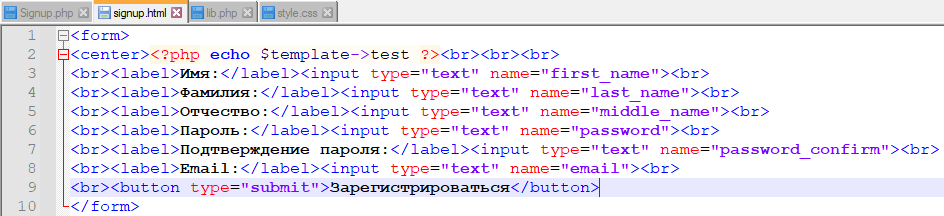 Signup.php signup.html lib.php style.css
1 <form>
2 <center><?php echo $template->test ?><br><br><br>
3 <br><label>Имя:</label><input type="text" name="first_name"><br>
4 <br><label>Фамилия:</label><input type="text" name="last_name"><br>
5 <br><label>Отчество:</label><input type="text" name="middle_name"><br>
6 <br><label>Пароль:</label><input type="text" name="password"><br>
7 <br><label>Подтверждение пароля:</label><input type="text" name="password_confirm"><br>
8 <br><label>Email:</label><input type="text" name="email"><br>
9 <br><button type="submit">Зарегистрироваться</button>
10 </form>